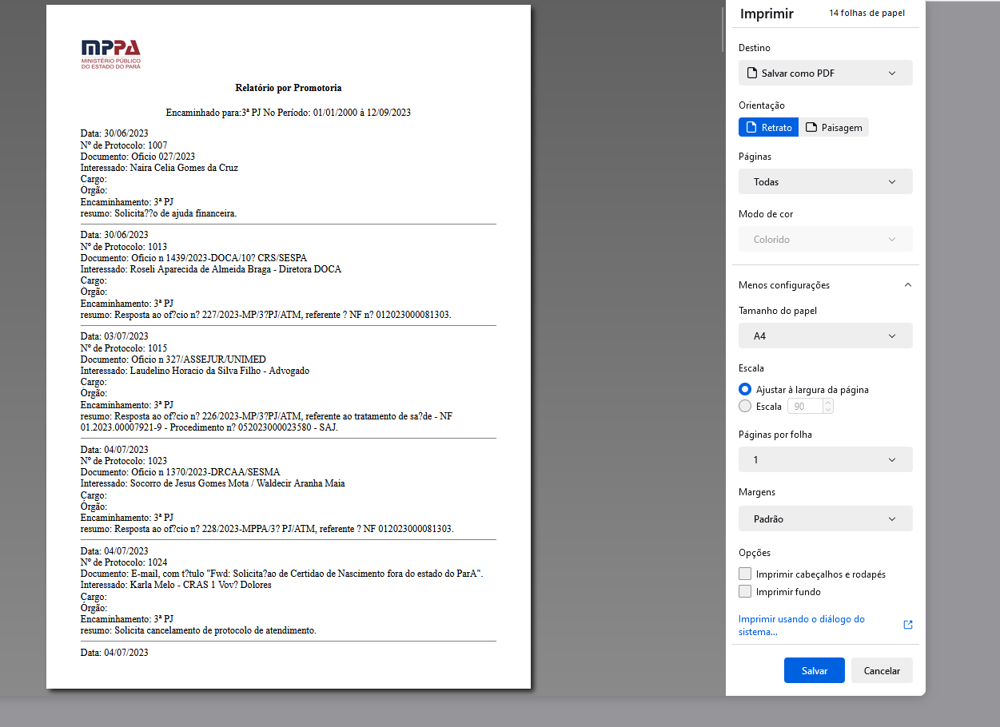 MPPA
MINISTÉRIO PÚBLICO
DO ESTADO DO PARÁ
Relatório por Promotoria
Encaminhado para:3ª PJ No Período: 01/01/2000 à 12/09/2023
Data: 30/06/2023
Nº de Protocolo: 1007
Documento: Oficio 027/2023
Interessado: Naira Celia Gomes da Cruz
Cargo:
Órgão:
Encaminhamento: 3ª PJ
resumo: Solicita??o de ajuda financeira.
Data: 30/06/2023
Nº de Protocolo: 1013
Documento: Oficio n 1439/2023-DOCA/10? CRS/SESPA
Interessado: Roseli Aparecida de Almeida Braga - Diretora DOCA
Cargo:
Órgão:
Encaminhamento: 3ª PJ
resumo: Resposta ao of?cio n? 227/2023-MP/3?PJ/ATM, referente ? NF n? 012023000081303.
Data: 03/07/2023
Nº de Protocolo: 1015
Documento: Oficio n 327/ASSEJUR/UNIMED
Interessado: Laudelino Horacio da Silva Filho - Advogado
Cargo:
Órgão:
Encaminhamento: 3ª PJ
resumo: Resposta ao of?cio n? 226/2023-MP/3?PJ/ATM, referente ao tratamento de sa?de - NF
01.2023.00007921-9 - Procedimento n? 052023000023580 - SAJ.
Data: 04/07/2023
Nº de Protocolo: 1023
Documento: Oficio n 1370/2023-DRCAA/SESMA
Interessado: Socorro de Jesus Gomes Mota / Waldecir Aranha Maia
Cargo:
Órgão:
Encaminhamento: 3ª PJ
resumo: Resposta ao of?cio n? 228/2023-MPPA/3? PJ/ATM, referente ? NF 012023000081303.
Data: 04/07/2023
Nº de Protocolo: 1024
Documento: E-mail, com t?tulo "Fwd: Solicita?ao de Certidao de Nascimento fora do estado do ParA".
Interessado: Karla Melo - CRAS 1 Vov? Dolores
Cargo:
Órgão:
Encaminhamento: 3ª PJ
resumo: Solicita cancelamento de protocolo de atendimento.
Data: 04/07/2023
Imprimir 14 folhas de papel
Destino
Salvar como PDF
Orientação
Retrato Paisagem
Páginas
Todas
Modo de cor
Colorido
Menos configurações
Tamanho do papel
A4
Escala
Ajustar à largura da página
Escala 90
Páginas por folha
1
Margens
Padrão
Opções
Imprimir cabeçalhos e rodapés
Imprimir fundo
Imprimir usando o diálogo do
sistema...
Salvar Cancelar